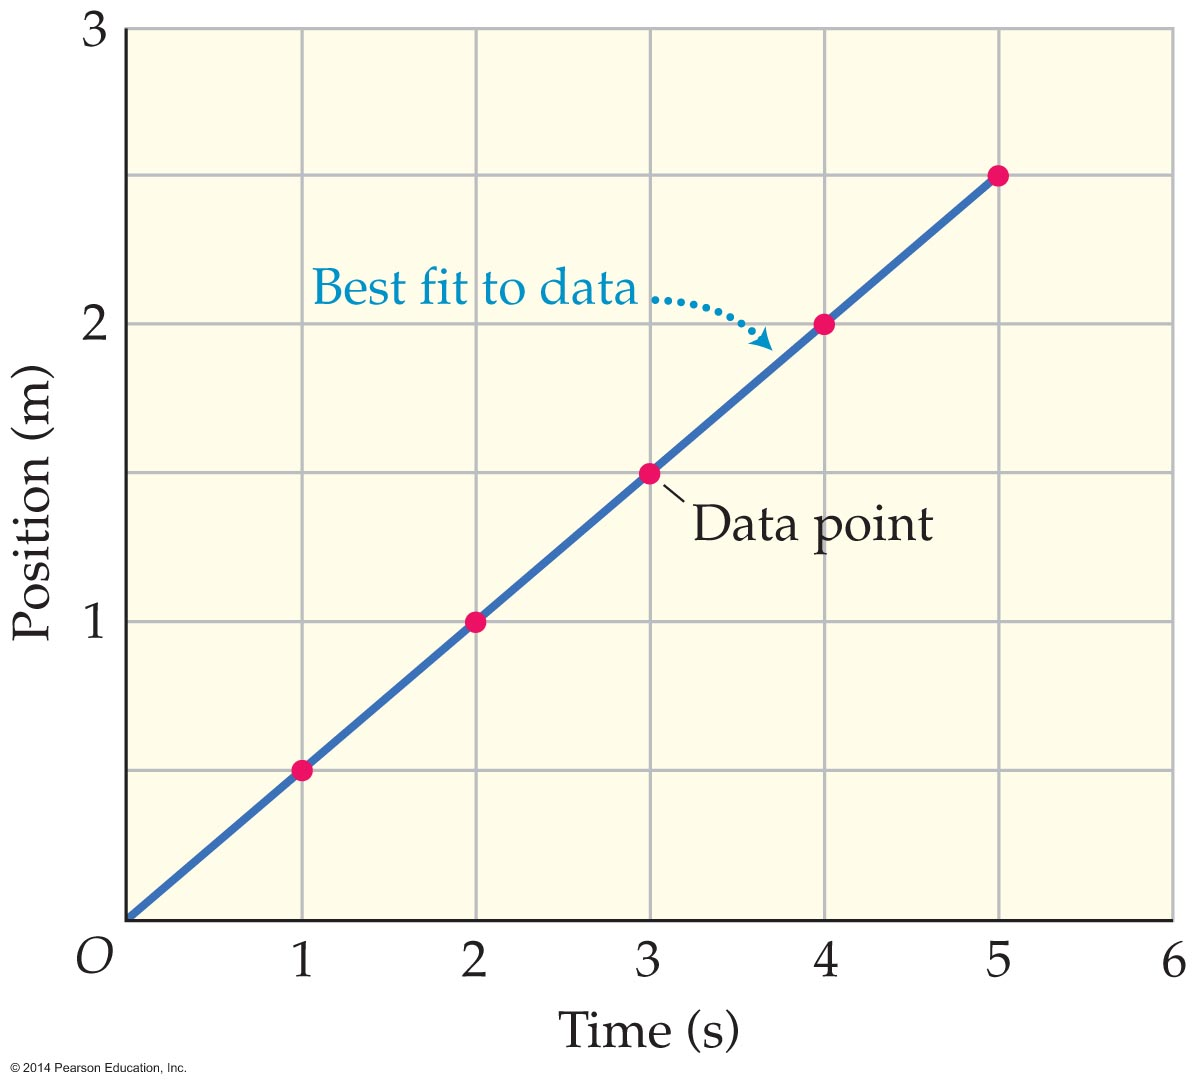 3
Best fit to data
2
Position (m)
Data point
1
O 1 2 3 4 5 6
Time (s)
© 2014 Pearson Education, Inc.